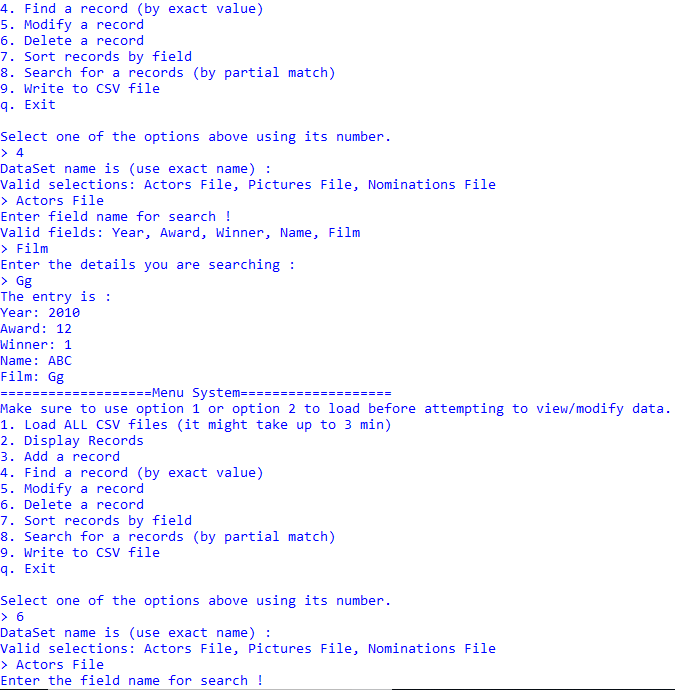 4. Find a record (by exact value)
5. Modify a record
6. Delete a record
7. Sort records by field
8. Search for a records (by partial match)
9. Write to CSV file
q. Exit
Select one of the options above using its number.
> 4
DataSet name is (use exact name) :
Valid selections: Actors File, Pictures File, Nominations File
> Actors File
Enter field name for search !
Valid fields: Year, Award, Winner, Name, Film
> Film
Enter the details you are searching :
> Gg
The entry is :
Year: 2010
Award: 12
Winner: 1
Name: ABC
Film: Gg
===================Menu System===================
Make sure to use option 1 or option 2 to load before attempting to view/modify data.
1. Load ALL CSV files (it might take up to 3 min)
2. Display Records
3. Add a record
4. Find a record (by exact value)
5. Modify a record
6. Delete a record
7. Sort records by field
8. Search for a records (by partial match)
9. Write to CSV file
q. Exit
Select one of the options above using its number.
> 6
DataSet name is (use exact name) :
Valid selections: Actors File, Pictures File, Nominations File
> Actors File
Enter the field name for search !